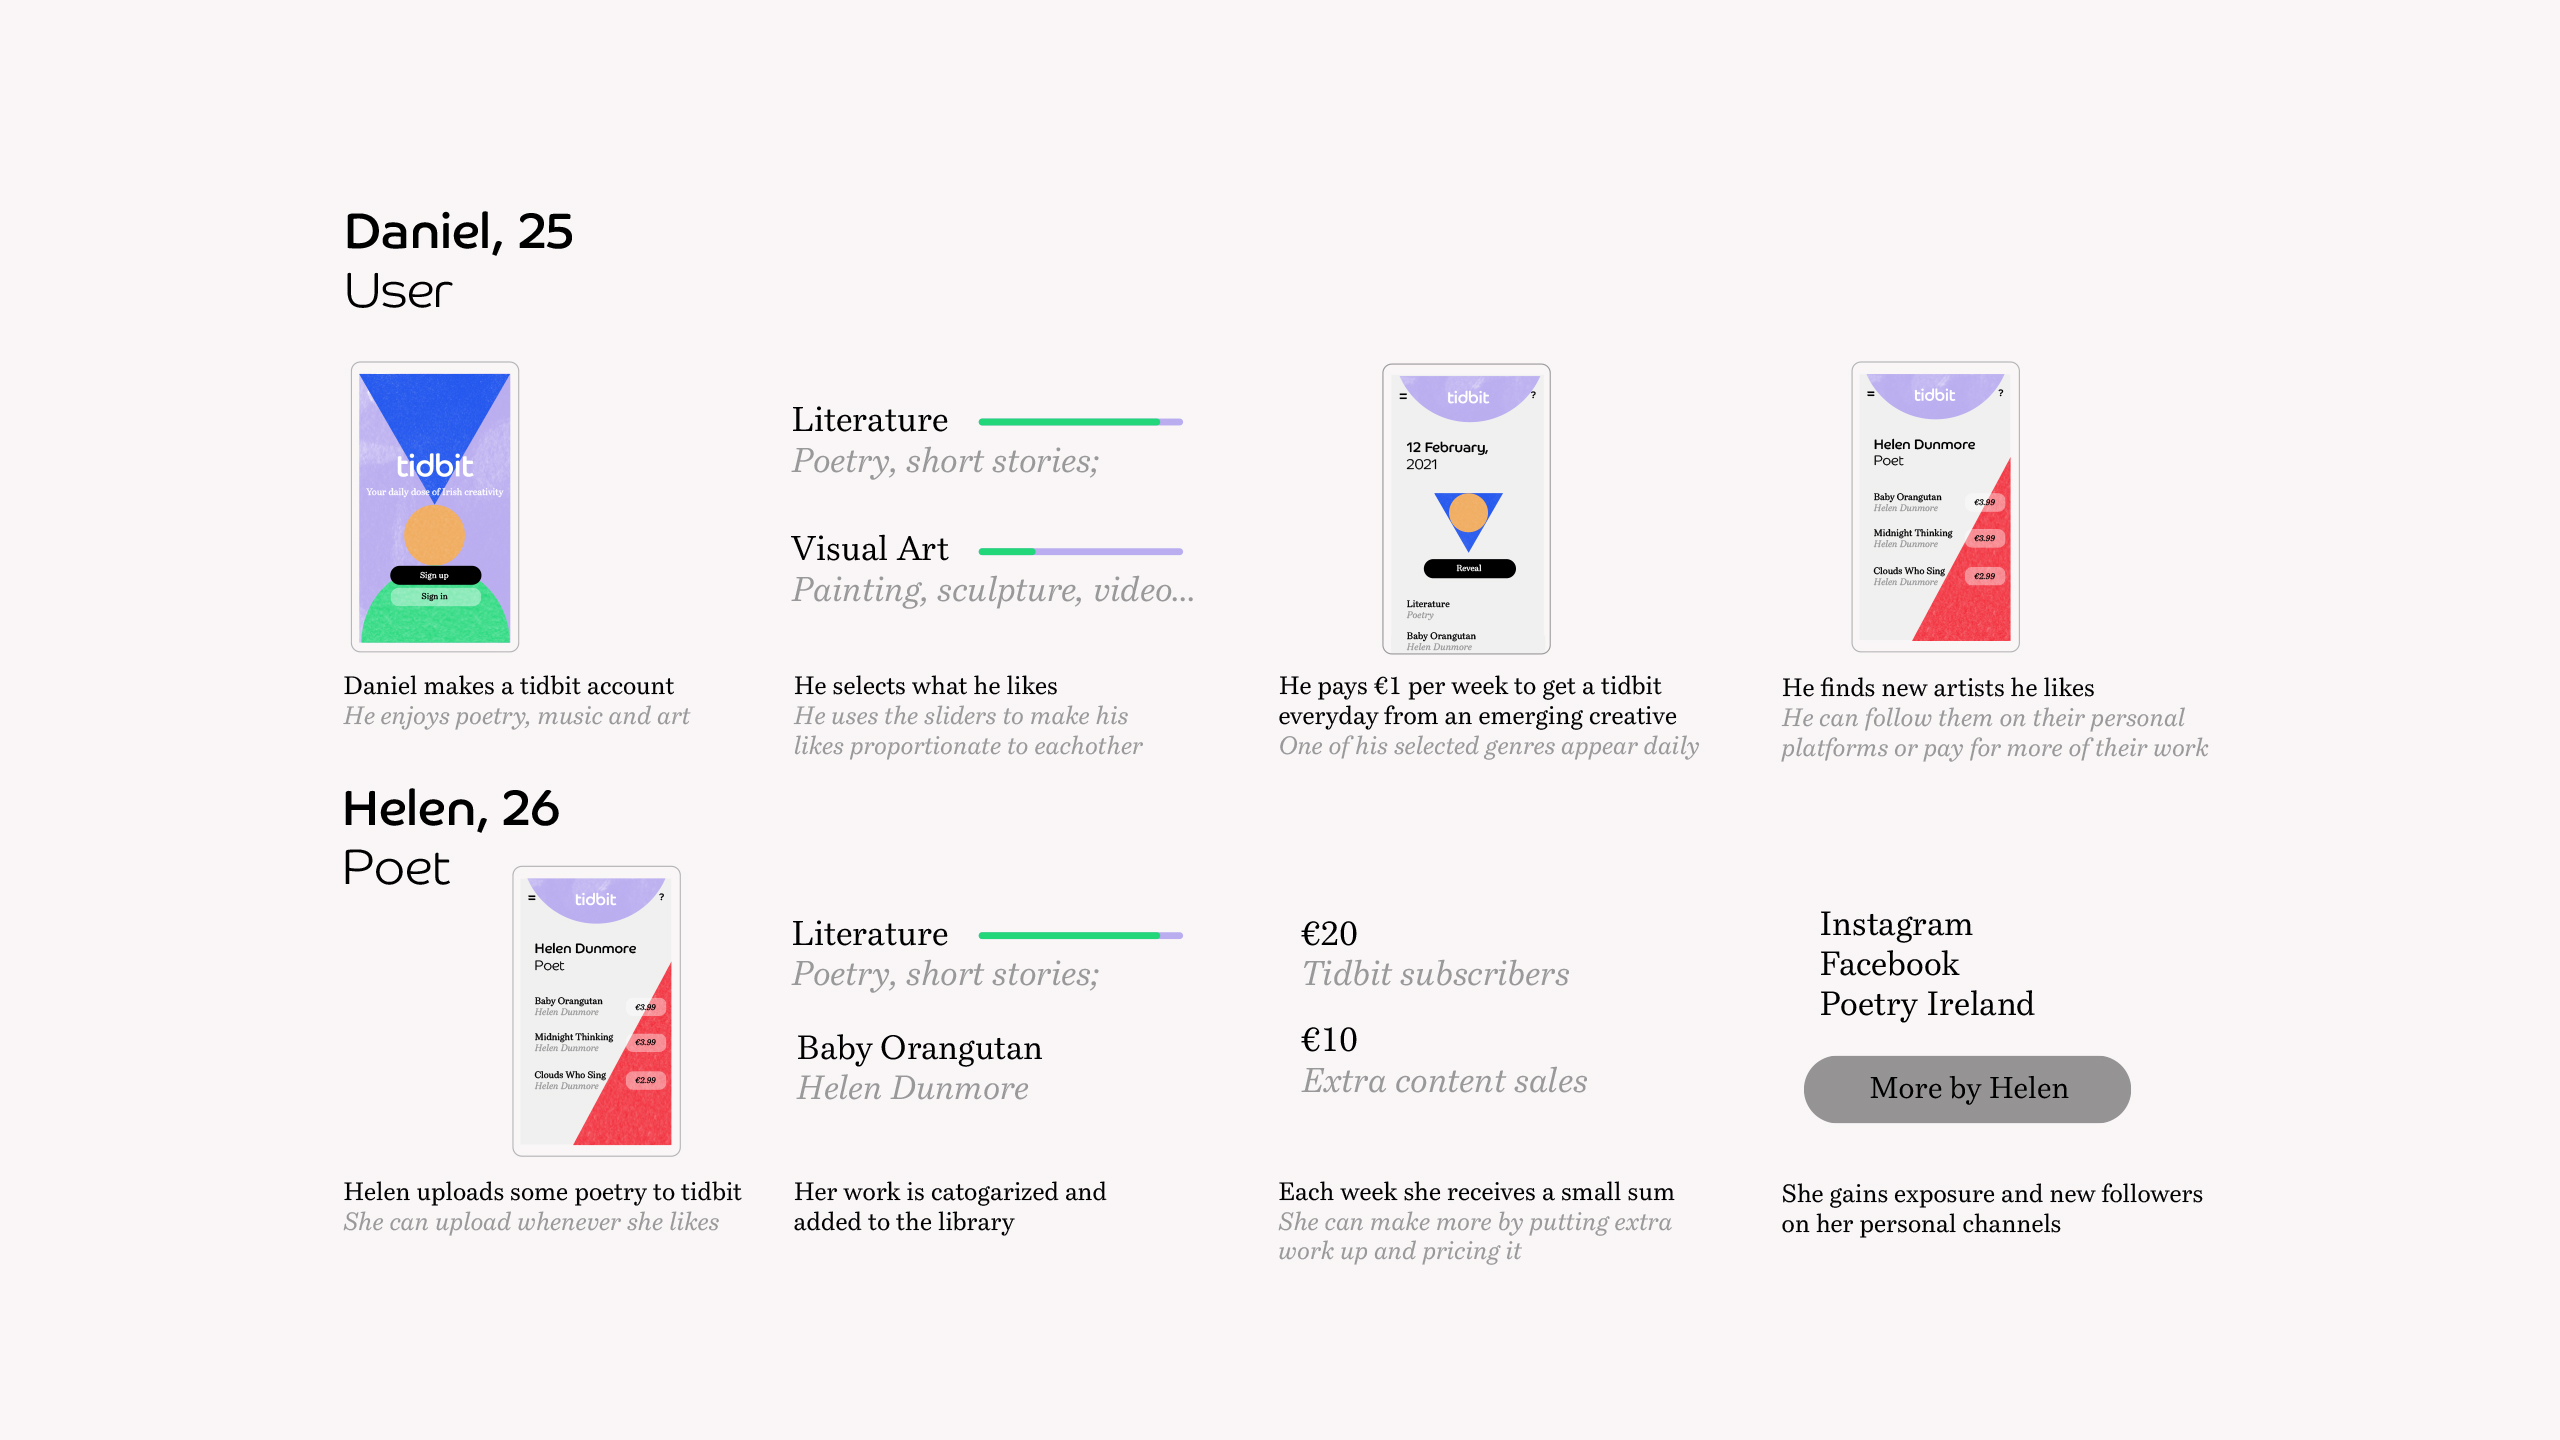 Daniel, 25
User
tidbit
Your daily dose of Irish creativity
Sign up
Sign in
Daniel makes a tidbit account
He enjoys poetry, music and art
Literature
Poetry, short stories;
Visual Art
Painting, sculpture, video...
He selects what he likes
He uses the sliders to make his
likes proportionate to eachother
=
tidbit
?
12 February,
2021
Reveal
Literature
Poetry
Baby Orangutan
Helen Dunmore
He pays €1 per week to get a tidbit
everyday from an emerging creative
One of his selected genres appear daily
=
tidbit
?
Helen Dunmore
Poet
Baby Orangutan
Helen Dunmore
€3.99
Midnight Thinking
Helen Dunmore
€3.99
Clouds Who Sing
Helen Dunmore
€2.99
He finds new artists he likes
He can follow them on their personal
platforms or pay for more of their work
Helen, 26
Poet
=
tidbit
?
Helen Dunmore
Poet
Baby Orangutan
Helen Dunmore
€3.99
Midnight Thinking
Helen Dunmore
€3.99
Clouds Who Sing
Helen Dunmore
€2.99
Helen uploads some poetry to tidbit
She can upload whenever she likes
Literature
Poetry, short stories;
Baby Orangutan
Helen Dunmore
Her work is catogarized and
added to the library
€20
Tidbit subscribers
€10
Extra content sales
Each week she receives a small sum
She can make more by putting extra
work up and pricing it
Instagram
Facebook
Poetry Ireland
More by Helen
She gains exposure and new followers
on her personal channels